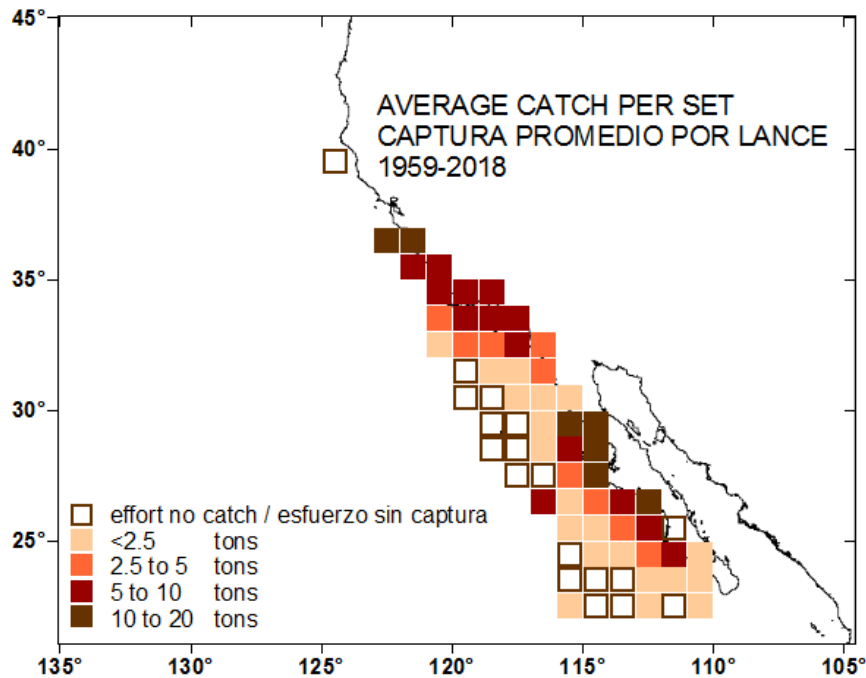 45°
AVERAGE CATCH PER SET
CAPTURA PROMEDIO POR LANCE
1959-2018
40°
35°
30°
25°
effort no catch / esfuerzo sin captura
<2.5 tons
2.5 to 5 tons
5 to 10 tons
10 to 20 tons
135° 130° 125° 120° 115° 110° 105°